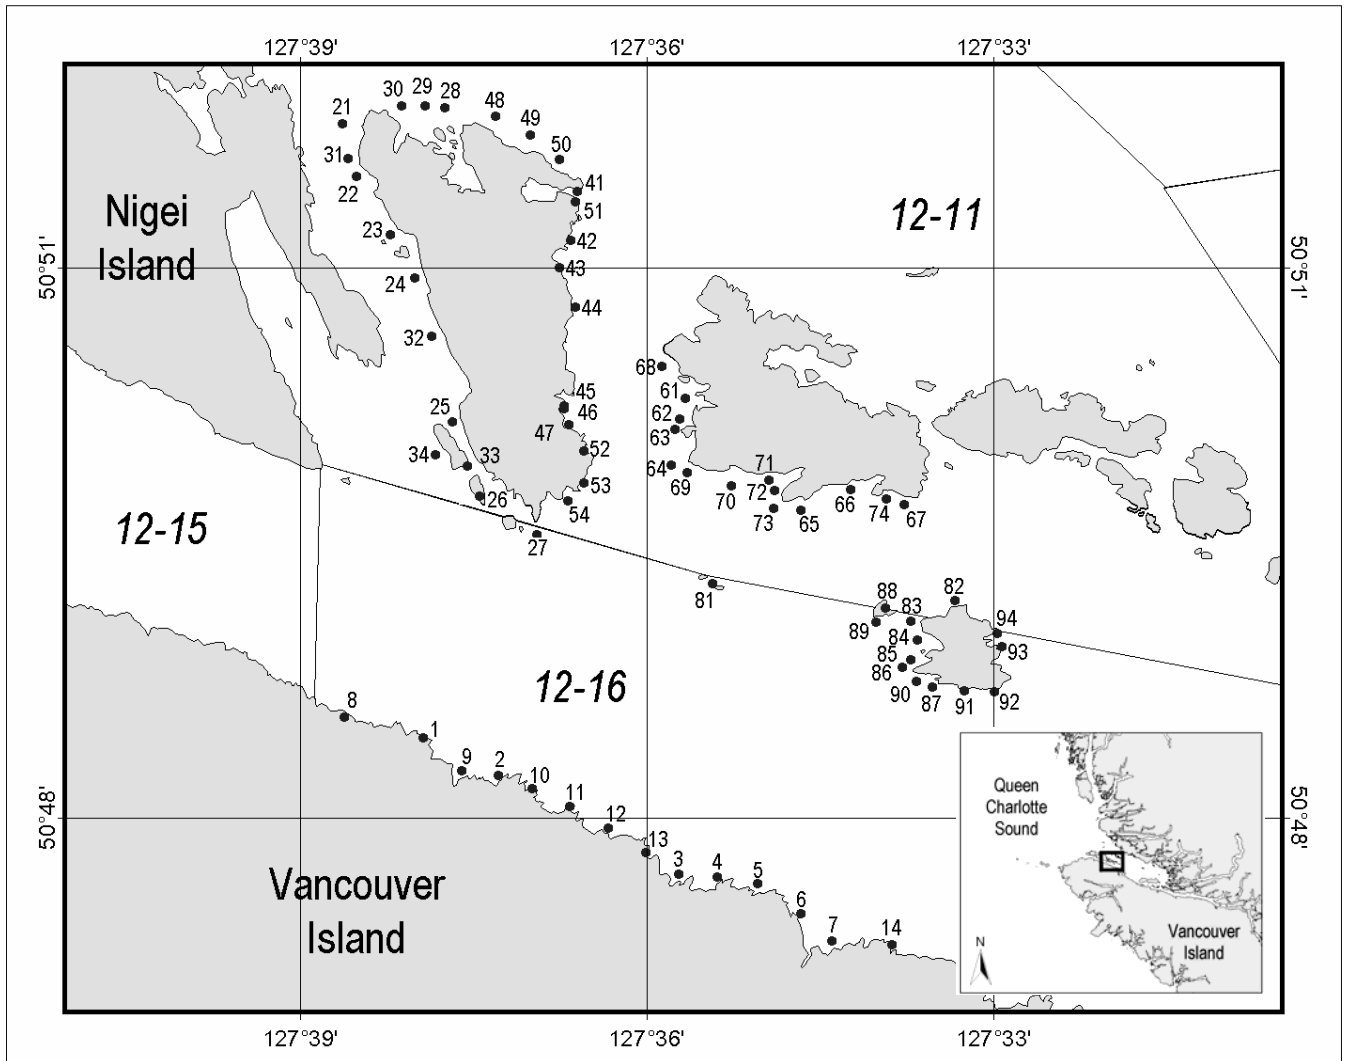 127°39' 127°36' 127°33'
30 29 28 48
21 49
50
31
22 41
Nigei
Island
51
12-11
23 42
50°51' 43 50°51'
24
44
32
68
45 61
25 46 62
47 63
34 33 52 64 69 71
26 53 70 72 66 74 67
54 73 65
12-15
27
81
88 83 82
89 84 94
85 93
86
90 87 91 92
12-16
8
1
9 2
10
11
12
50°48' 50°48'
13
3 4 5
6
7 14
Vancouver
Island
Queen
Charlotte
Sound
Vancouver
Island
N
127°39' 127°36' 127°33'